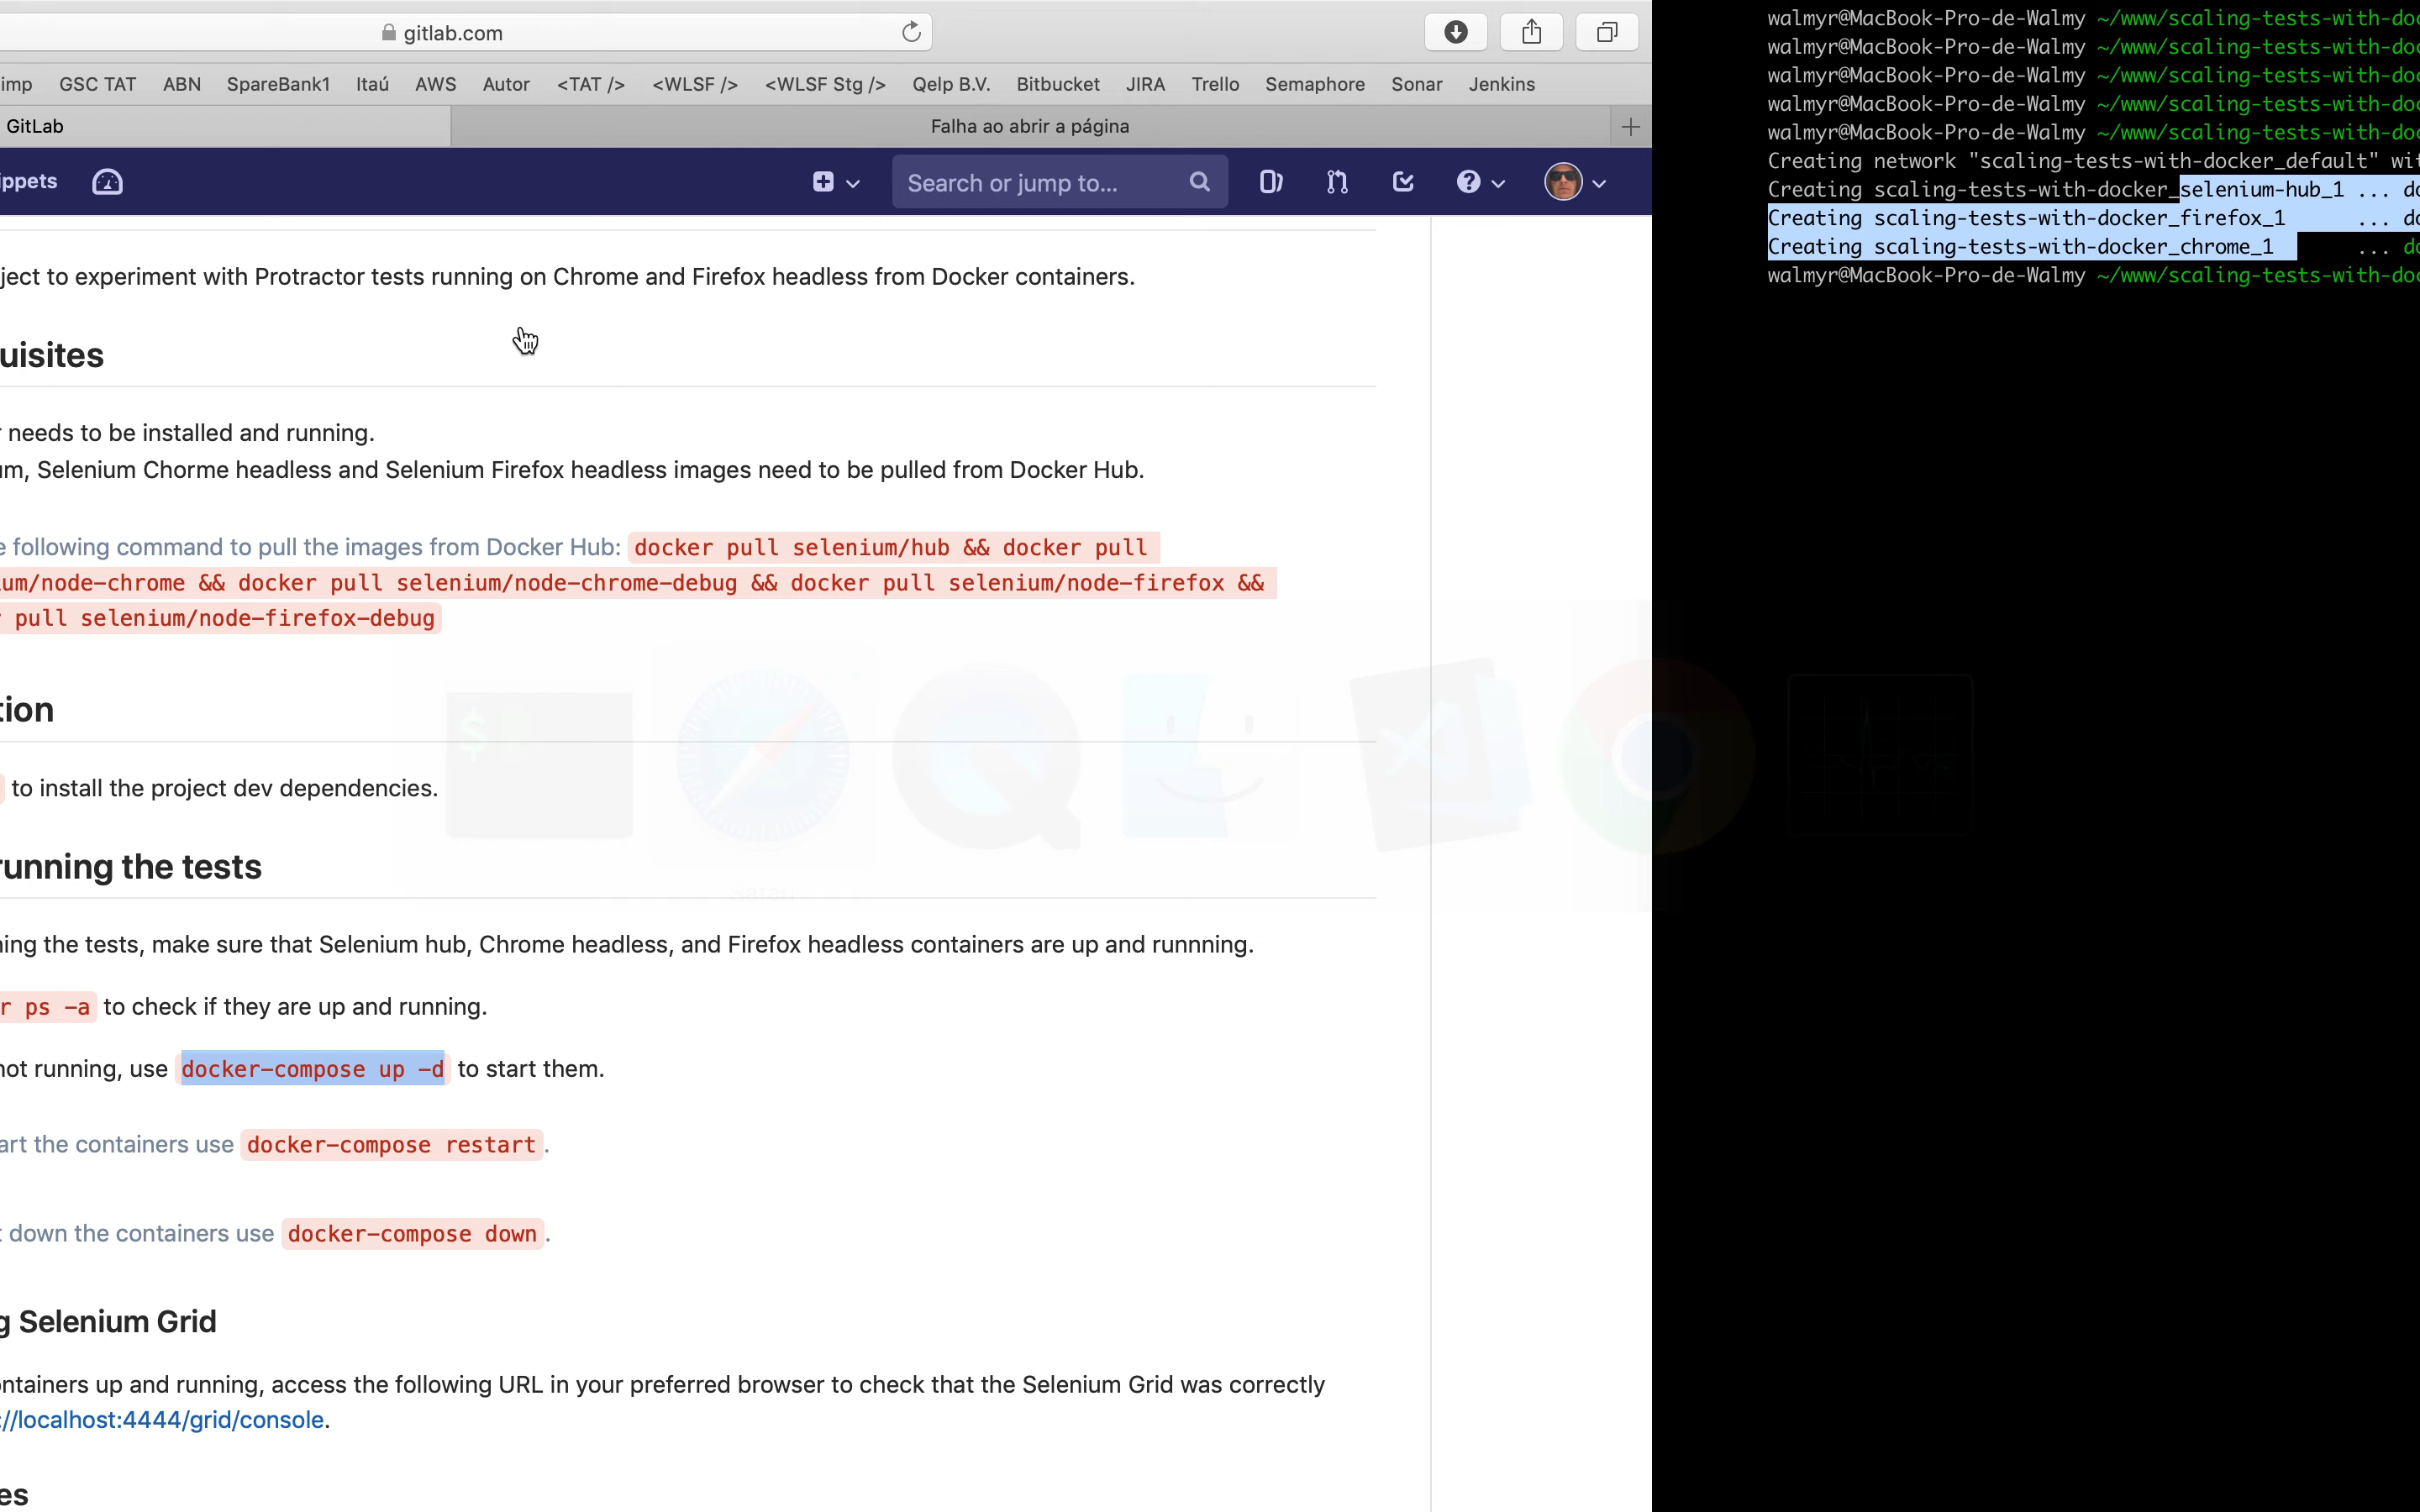 gitlab.com
imp GSC TAT ABN SpareBank1 Itaú AWS Autor <TAT /> <WLSF /> <WLSF Stg /> Qelp B.V. Bitbucket JIRA Trello Semaphore Sonar Jenkins
GitLab Falha ao abrir a página
ippets Search or jump to...
ject to experiment with Protractor tests running on Chrome and Firefox headless from Docker containers.
uisites
needs to be installed and running.
um, Selenium Chorme headless and Selenium Firefox headless images need to be pulled from Docker Hub.
e following command to pull the images from Docker Hub: docker pull selenium/hub && docker pull
ium/node-chrome && docker pull selenium/node-chrome-debug && docker pull selenium/node-firefox &&
r pull selenium/node-firefox-debug
tion
to install the project dev dependencies.
running the tests
ning the tests, make sure that Selenium hub, Chrome headless, and Firefox headless containers are up and runnning.
r ps -a to check if they are up and running.
not running, use docker-compose up -d to start them.
art the containers use docker-compose restart.
t down the containers use docker-compose down.
g Selenium Grid
ntainers up and running, access the following URL in your preferred browser to check that the Selenium Grid was correctly
://localhost:4444/grid/console.
es
walmyr@MacBook-Pro-de-Walmy ~/www/scaling-tests-with-doc
walmyr@MacBook-Pro-de-Walmy ~/www/scaling-tests-with-doc
walmyr@MacBook-Pro-de-Walmy ~/www/scaling-tests-with-doc
walmyr@MacBook-Pro-de-Walmy ~/www/scaling-tests-with-doc
walmyr@MacBook-Pro-de-Walmy ~/www/scaling-tests-with-doc
Creating network "scaling-tests-with-docker_default" wit
Creating scaling-tests-with-docker_selenium-hub_1 ... do
Creating scaling-tests-with-docker_firefox_1 ... do
Creating scaling-tests-with-docker_chrome_1 ... do
walmyr@MacBook-Pro-de-Walmy ~/www/scaling-tests-with-doc